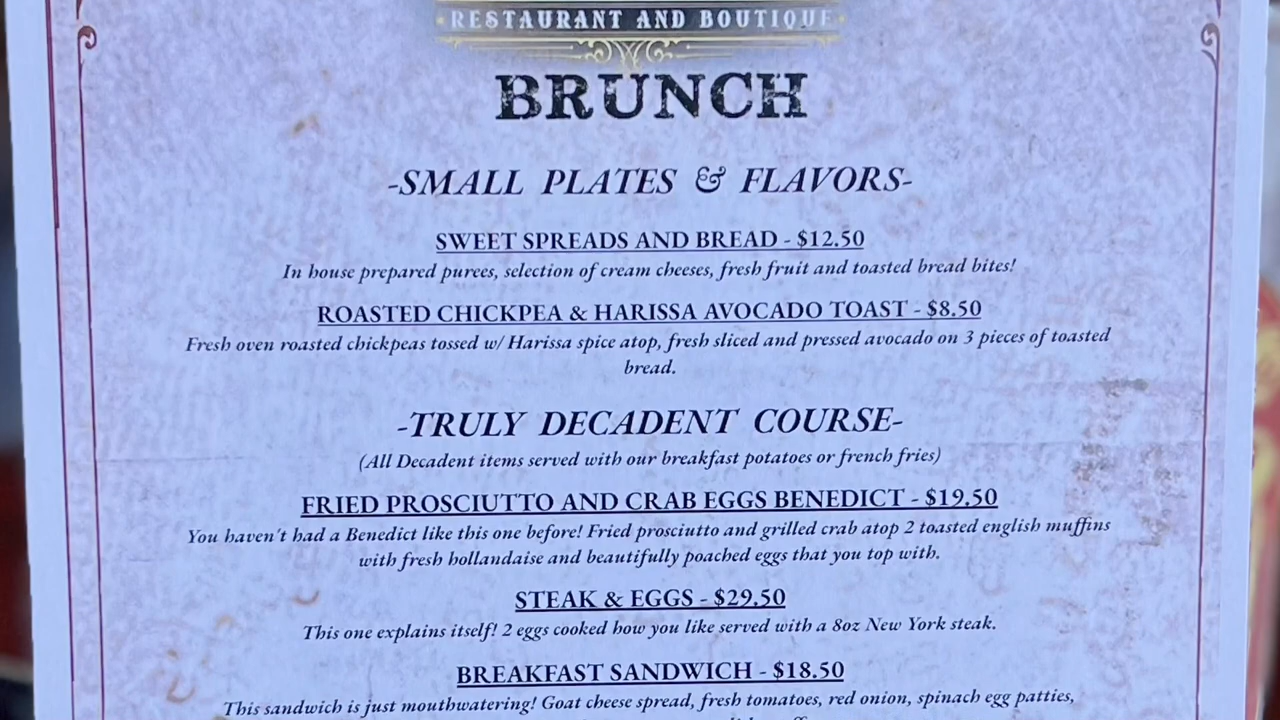 RESTAURANT AND BOUTIQUE
BRUNCH
-SMALL PLATES & FLAVORS-
SWEET SPREADS AND BREAD - $12.50
In house prepared purees, selection of cream cheeses, fresh fruit and toasted bread bites!
ROASTED CHICKPEA & HARISSA AVOCADO TOAST - $8.50
Fresh oven roasted chickpeas tossed w/ Harissa spice atop, fresh sliced and pressed avocado on 3 pieces of toasted
bread.
-TRULY DECADENT COURSE-
(All Decadent items served with our breakfast potatoes or french fries)
FRIED PROSCIUTTO AND CRAB EGGS BENEDICT - $19.50
You haven't had a Benedict like this one before! Fried prosciutto and grilled crab atop 2 toasted english muffins
with fresh hollandaise and beautifully poached eggs that you top with.
STEAK & EGGS - $29.50
This one explains itself! 2 eggs cooked how you like served with a 8oz New York steak.
BREAKFAST SANDWICH - $18.50
This sandwich is just mouthwatering! Goat cheese spread, fresh tomatoes, red onion, spinach egg patties,